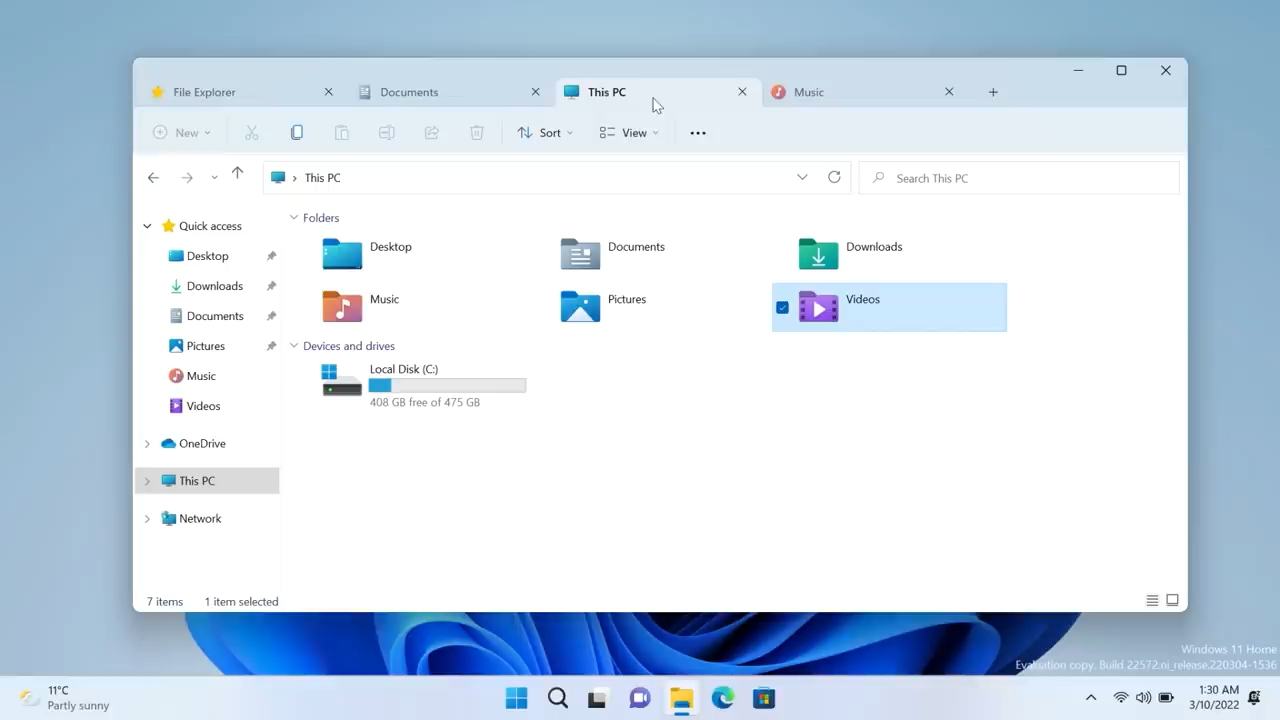 File Explorer
Documents
This PC
Music
New
Sort
View
This PC
Search This PC
Quick access
Desktop
Downloads
Documents
Pictures
Music
Videos
OneDrive
This PC
Network
Folders
Desktop
Documents
Downloads
Music
Pictures
Videos
Devices and drives
Local Disk (C:)
408 GB free of 475 GB
7 items 1 item selected
Windows 11 Home
Evaluation copy. Build 22572.ni_release.220304-1536
11°C
Partly sunny
1:30 AM
3/10/2022